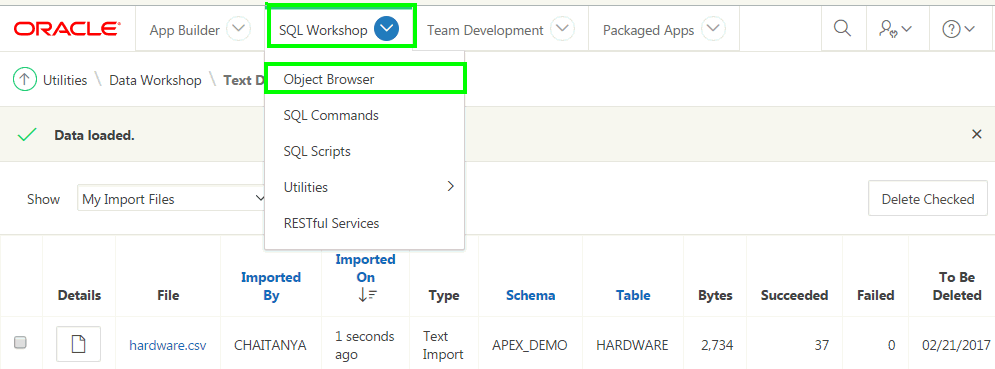 ORACLE App Builder SQL Workshop Team Development Packaged Apps
Utilities \ Data Workshop \ Text D
Object Browser
SQL Commands
SQL Scripts
Utilities
RESTful Services
Data loaded.
Show My Import Files Delete Checked
Details File Imported By Imported On Type Schema Table Bytes Succeeded Failed To Be Deleted
hardware.csv CHAITANYA 1 seconds ago Text Import APEX_DEMO HARDWARE 2,734 37 0 02/21/2017